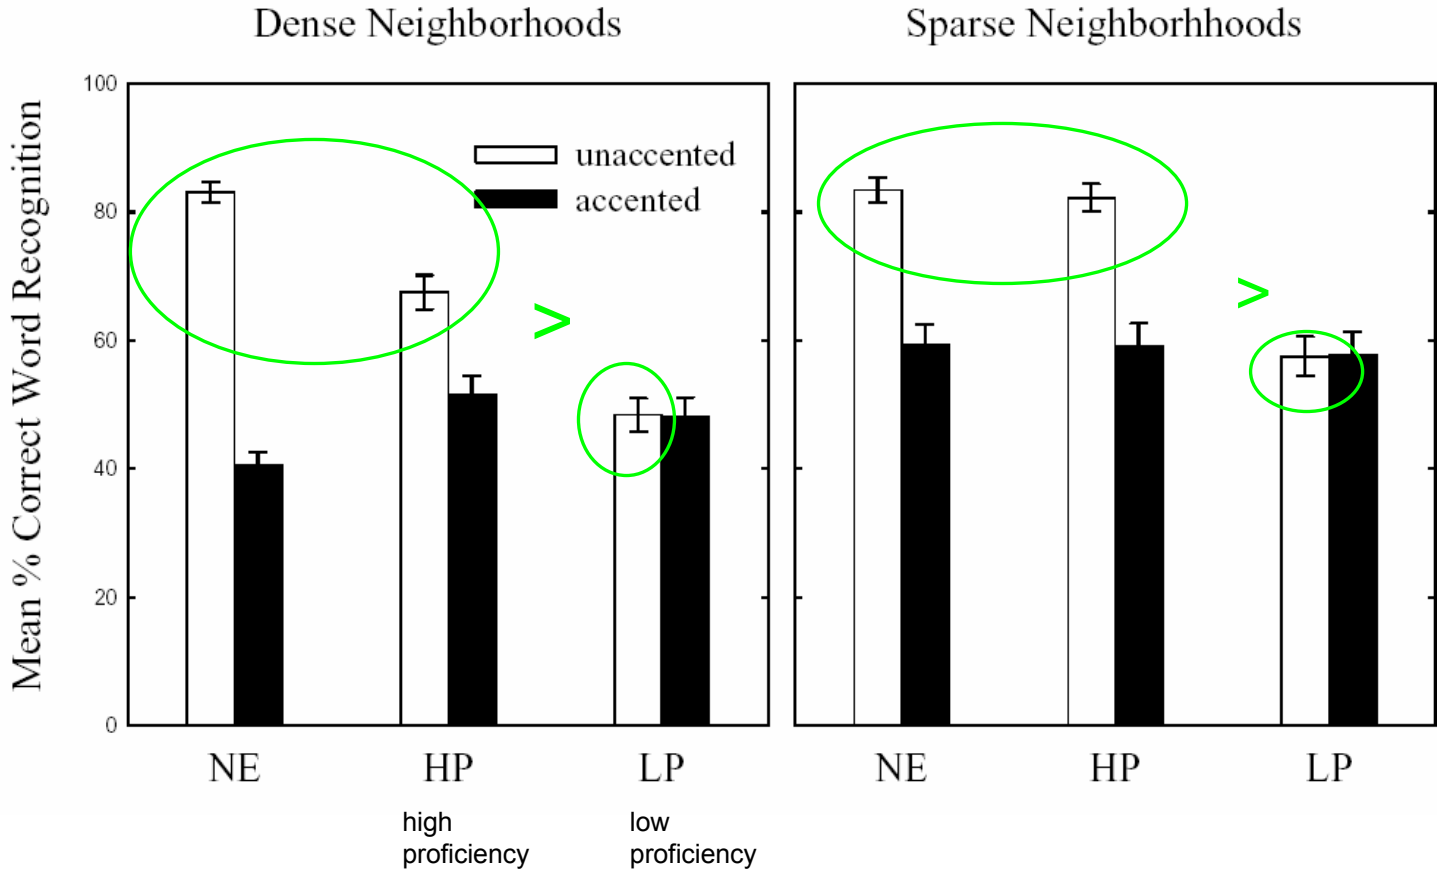 Dense Neighborhoods
Sparse Neighborhhoods
Mean % Correct Word Recognition
100
80
60
40
20
0
unaccented
accented
>
>
NE
HP
LP
NE
HP
LP
high
proficiency
low
proficiency